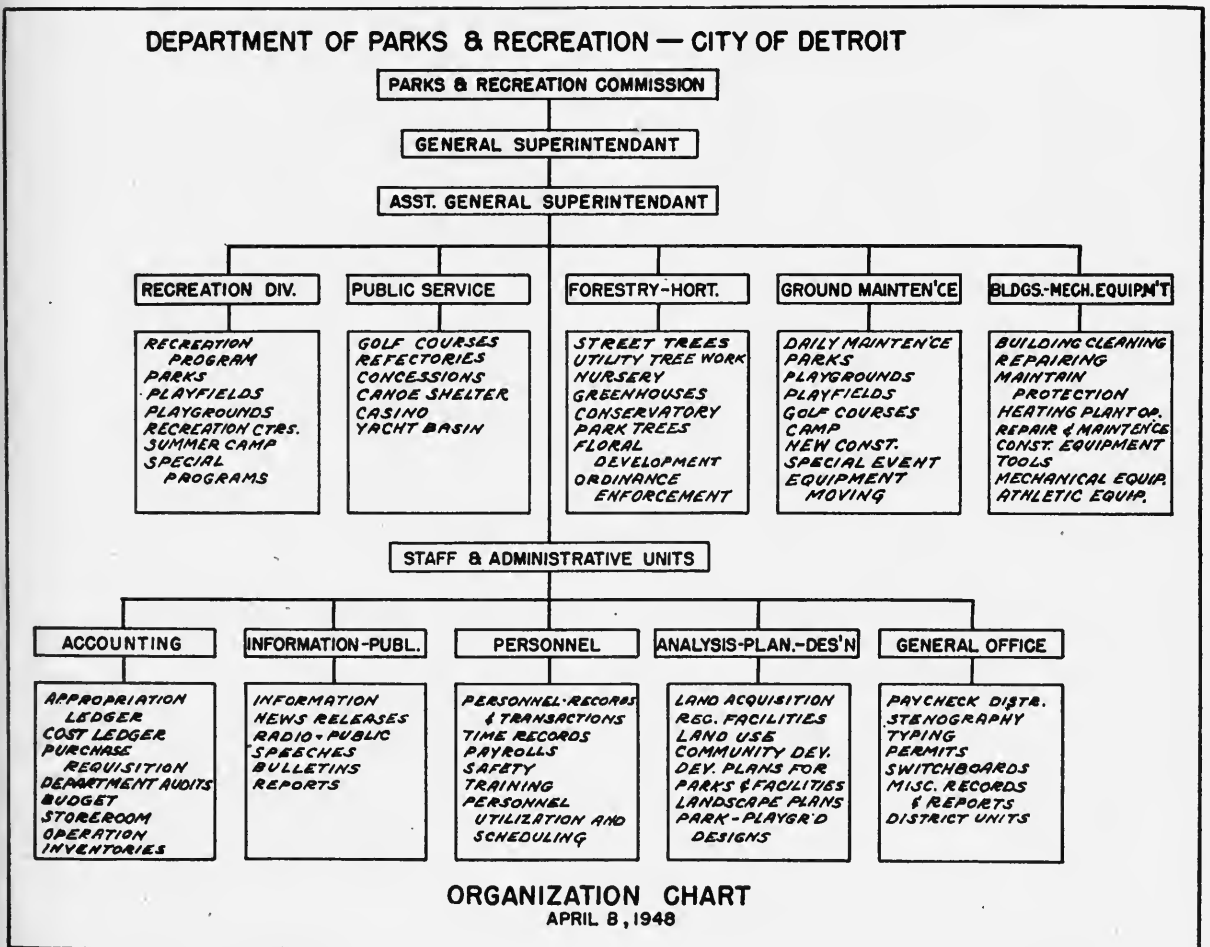 DEPARTMENT OF PARKS & RECREATION — CITY OF DETROIT
PARKS & RECREATION COMMISSION
GENERAL SUPERINTENDANT
ASST. GENERAL SUPERINTENDANT
RECREATION DIV.
RECREATION
PROGRAM
PARKS
PLAYFIELDS
PLAYGROUNDS
RECREATION CTRS.
SUMMER CAMP
SPECIAL
PROGRAMS
PUBLIC SERVICE
GOLF COURSES
REFECTORIES
CONCESSIONS
CANOE SHELTER
CASINO
YACHT BASIN
FORESTRY-HORT.
STREET TREES
UTILITY TREE WORK
NURSERY
GREENHOUSES
CONSERVATORY
PARK TREES
FLORAL
DEVELOPMENT
ORDINANCE
ENFORCEMENT
GROUND MAINTEN'CE
DAILY MAINTEN'CE
PARKS
PLAYGROUNDS
PLAYFIELDS
GOLF COURSES
CAMP
NEW CONST.
SPECIAL EVENT
EQUIPMENT
MOVING
BLDGS.-MECH. EQUIPM'T
BUILDING CLEANING
REPAIRING
MAINTAIN
PROTECTION
HEATING PLANT OP.
REPAIR & MAINTEN'CE
CONST. EQUIPMENT
TOOLS
MECHANICAL EQUIP.
ATHLETIC EQUIP.
STAFF & ADMINISTRATIVE UNITS
ACCOUNTING
APPROPRIATION
LEDGER
COST LEDGER
PURCHASE
REQUISITION
DEPARTMENT AUDITS
BUDGET
STOREROOM
OPERATION
INVENTORIES
INFORMATION-PUBL.
INFORMATION
NEWS RELEASES
RADIO-PUBLIC
SPEECHES
BULLETINS
REPORTS
PERSONNEL
PERSONNEL-RECORDS
& TRANSACTIONS
TIME RECORDS
PAYROLLS
SAFETY
TRAINING
PERSONNEL
UTILIZATION AND
SCHEDULING
ANALYSIS-PLAN.-DES'N
LAND ACQUISITION
REC. FACILITIES
LAND USE
COMMUNITY DEV.
DEV. PLANS FOR
PARKS & FACILITIES
LANDSCAPE PLANS
PARK-PLAYGR'D
DESIGNS
GENERAL OFFICE
PAYCHECK DISTR.
STENOGRAPHY
TYPING
PERMITS
SWITCHBOARDS
MISC. RECORDS
& REPORTS
DISTRICT UNITS
ORGANIZATION CHART
APRIL 8, 1948